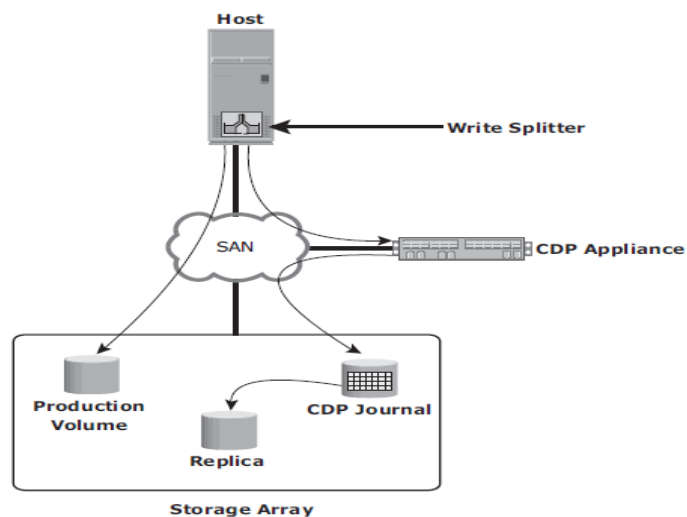 Host
Write Splitter
SAN
CDP Appliance
Production
Volume
CDP Journal
Replica
Storage Array